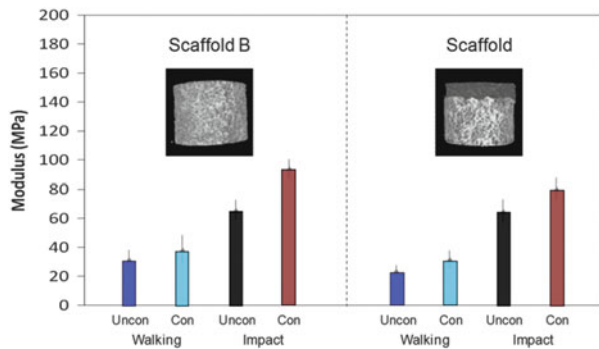 Modulus (MPa)
200
180
160
140
120
100
80
60
40
20
0
Scaffold B
Scaffold
Uncon Con Uncon Con
Walking Impact
Uncon Con Uncon Con
Walking Impact